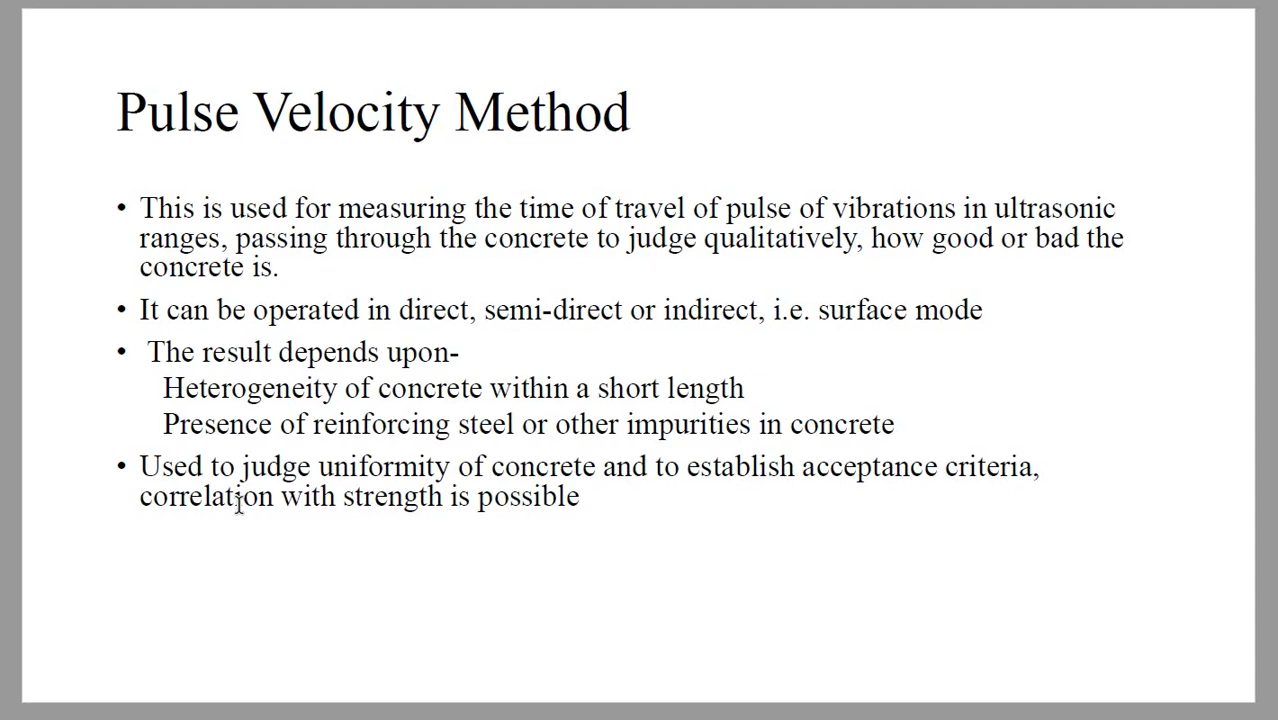 Pulse Velocity Method
• This is used for measuring the time of travel of pulse of vibrations in ultrasonic
ranges, passing through the concrete to judge qualitatively, how good or bad the
concrete is.
• It can be operated in direct, semi-direct or indirect, i.e. surface mode
• The result depends upon-
Heterogeneity of concrete within a short length
Presence of reinforcing steel or other impurities in concrete
• Used to judge uniformity of concrete and to establish acceptance criteria,
correlation with strength is possible